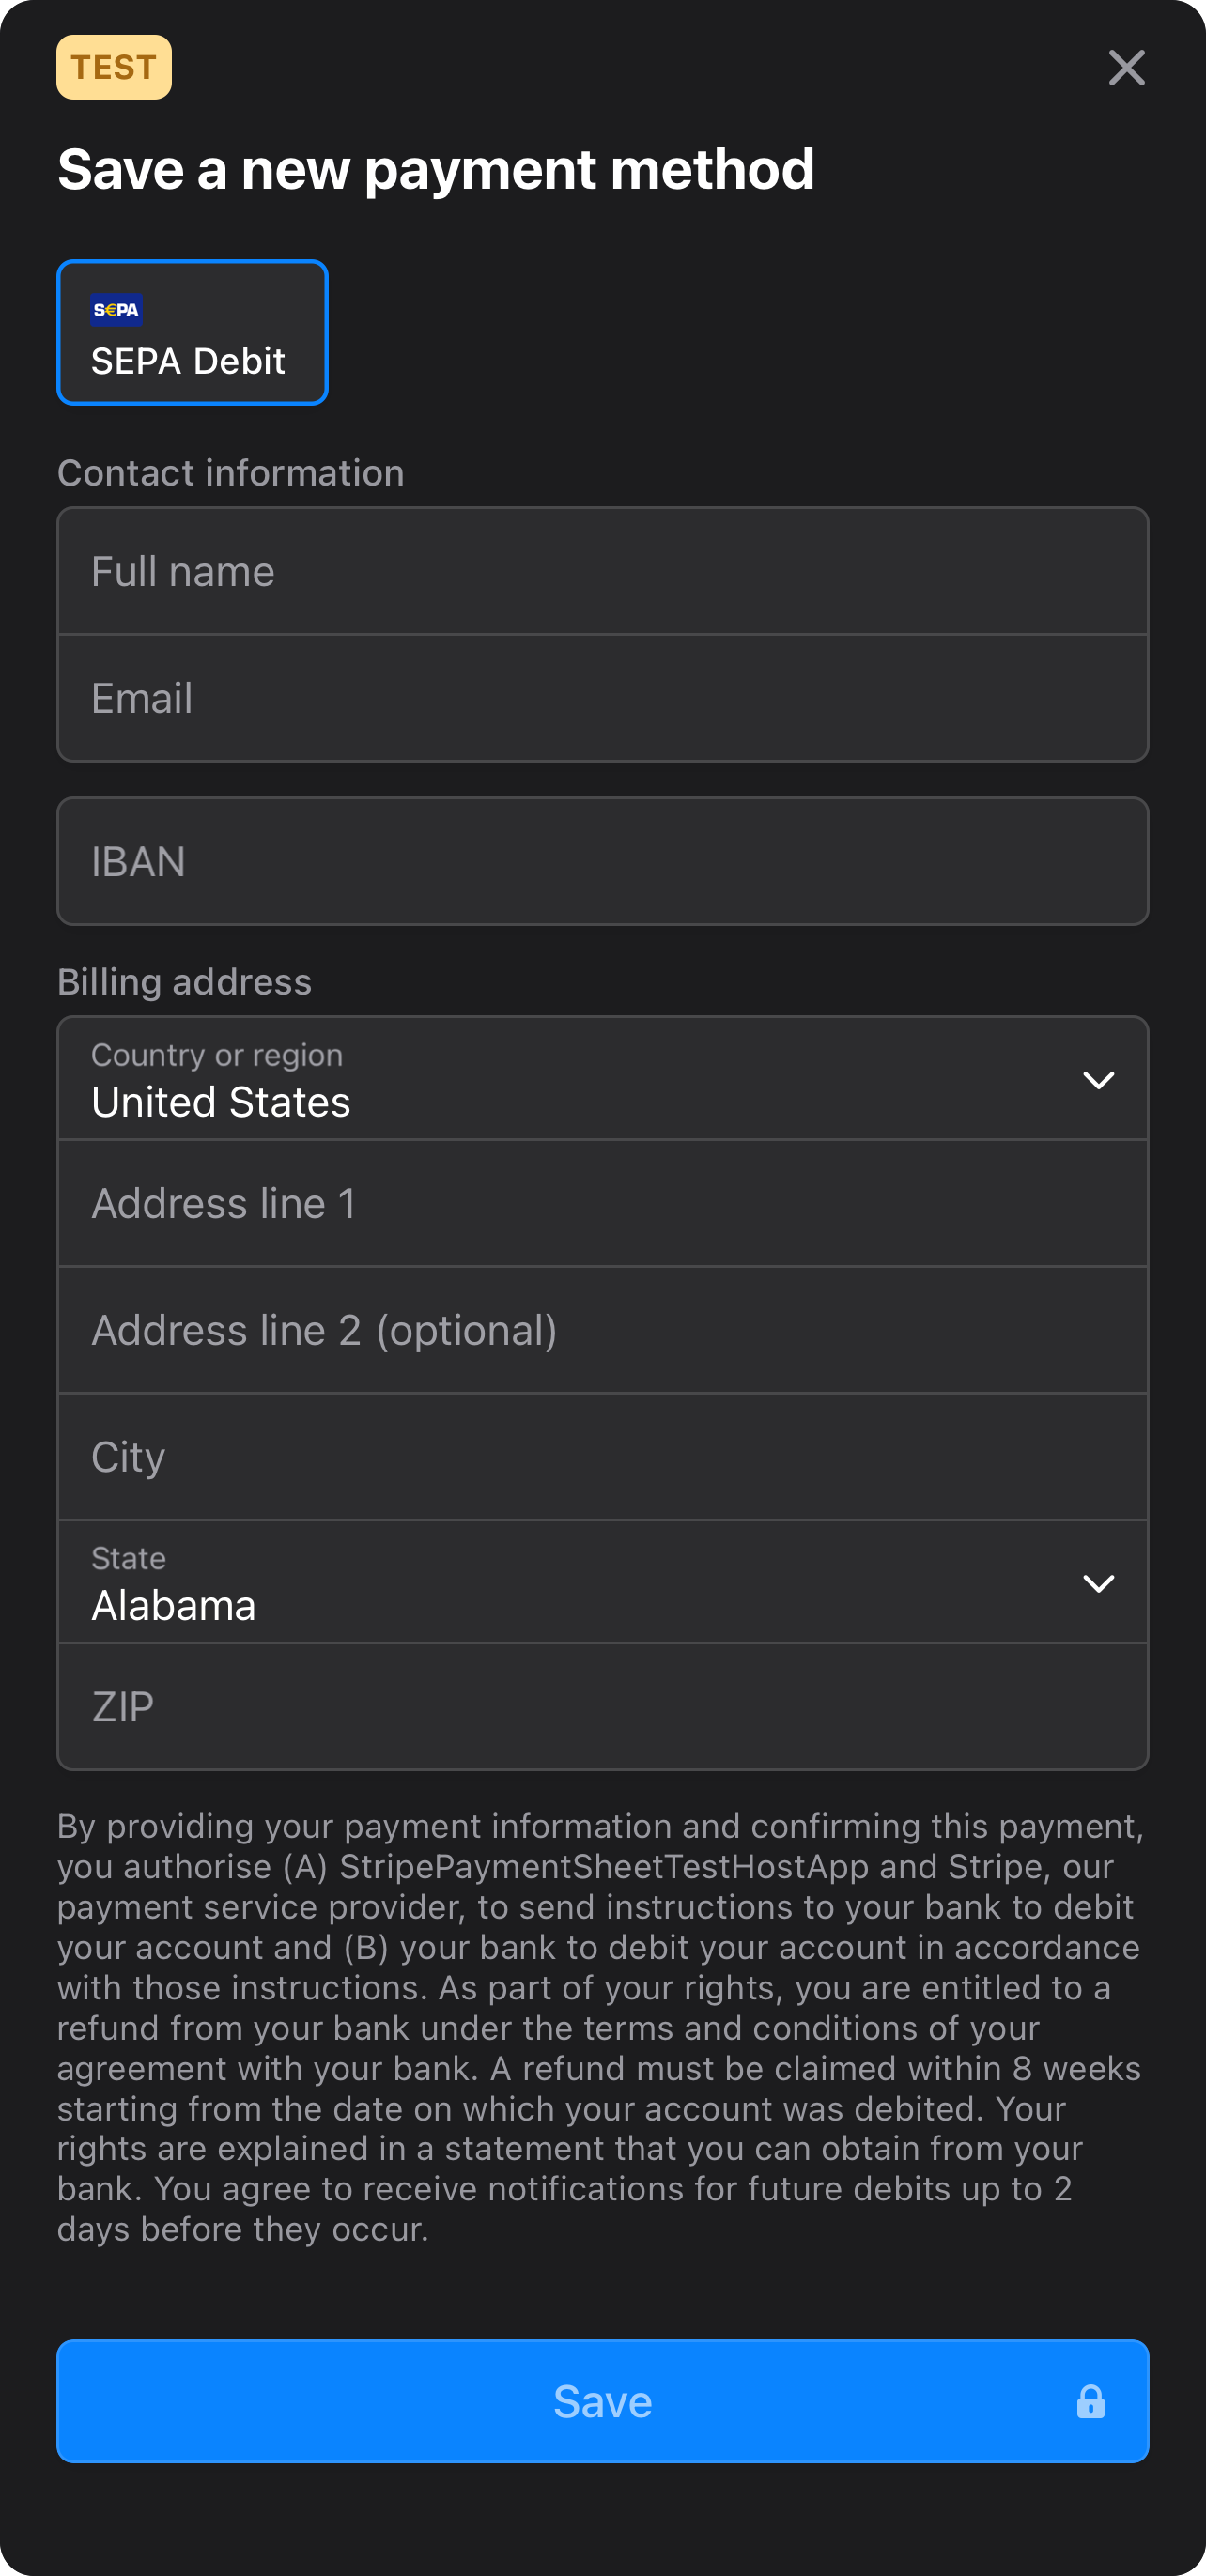 TEST
Save a new payment method
S€PA
SEPA Debit
Contact information
Full name
Email
IBAN
Billing address
Country or region
United States
Address line 1
Address line 2 (optional)
City
State
Alabama
ZIP
By providing your payment information and confirming this payment,
you authorise (A) StripePaymentSheetTestHostApp and Stripe, our
payment service provider, to send instructions to your bank to debit
your account and (B) your bank to debit your account in accordance
with those instructions. As part of your rights, you are entitled to a
refund from your bank under the terms and conditions of your
agreement with your bank. A refund must be claimed within 8 weeks
starting from the date on which your account was debited. Your
rights are explained in a statement that you can obtain from your
bank. You agree to receive notifications for future debits up to 2
days before they occur.
Save